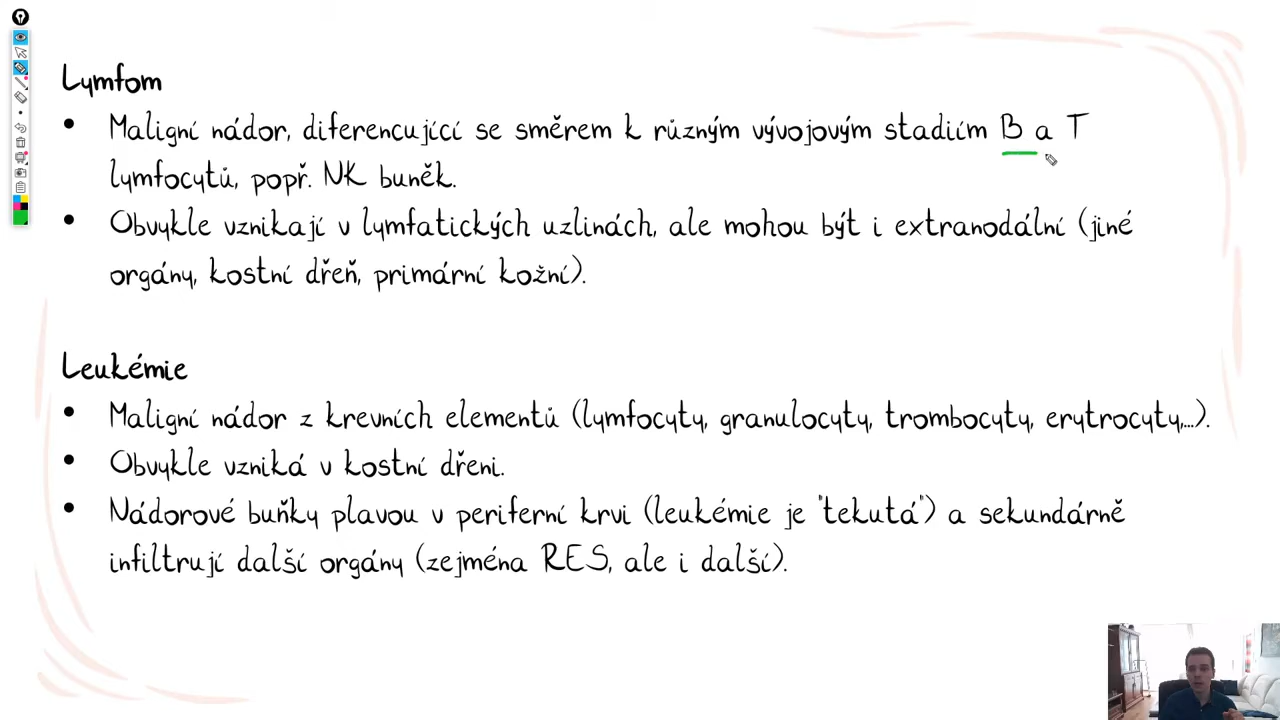 Lymfom
• Maligní nádor, diferencující se směrem k různým vývojovým stadiím B a T
lymfocytů, popř. NK buněk.
• Obvykle vznikají v lymfatických uzlinách, ale mohou být i extranodální (jiné
orgány, kostní dřeň, primární kožní).
Leukémie
• Maligní nádor z krevních elementů (lymfocyty, granulocyty, trombocyty, erytrocyty,...).
• Obvykle vzniká v kostní dřeni.
• Nádorové buňky plavou v periferní krvi (leukémie je "tekutá") a sekundárně
infiltrují další orgány (zejména RES, ale i další).